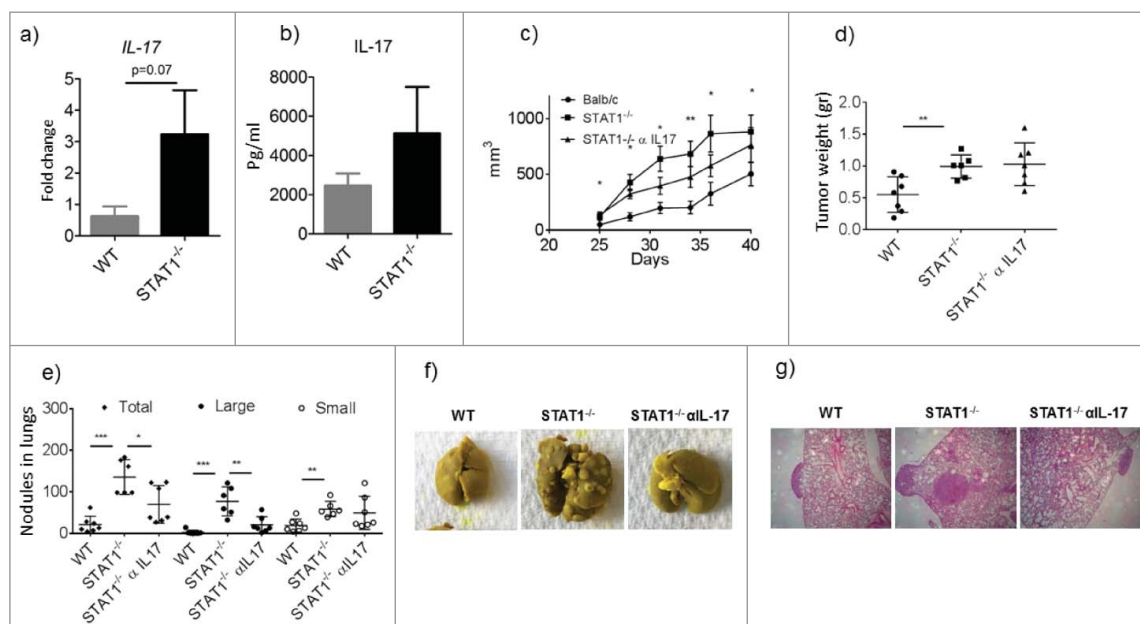 a)
IL-17
p=0.07
Fold change
5
4
3
2
1
0
WT
STAT1-/-
b)
IL-17
Pg/ml
8000
6000
4000
2000
0
WT
STAT1-/-
c)
Balb/c
STAT1-/-
STAT1-/- α IL17
mm3
1000
500
0
* * * ** * *
20 25 30 35 40
Days
d)
Tumor weight (gr)
2.0
1.5
1.0
0.5
0.0
**
WT
STAT1-/-
STAT1-/- α IL17
e)
Nodules in lungs
300
200
100
0
Total Large Small
*** * *** ** **
WT
STAT1-/-
STAT1-/- α IL17
WT
STAT1-/-
STAT1-/- αIL17
WT
STAT1-/-
STAT1-/- αIL17
f)
WT STAT1-/- STAT1-/- αIL-17
g)
WT STAT1-/- STAT1-/- αIL-17